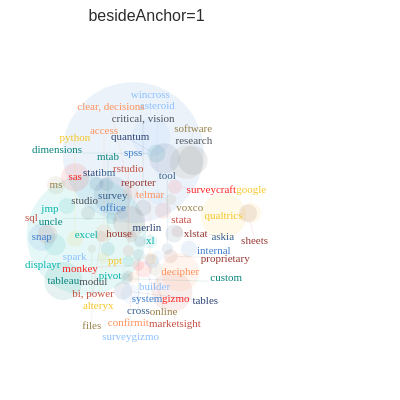 besideAnchor=1
wincross
clear, decisions
asteroid
critical, vision
access
software
python
quantum
research
dimensions
spss
mtab
rstudio
sas
statibm
tool
ms
reporter
surveycraft
google
studio
survey
telmar
jmp
office
voxco
qualtrics
sql
uncle
stata
merlin
snap
excel
house
xl
xlstat
askia
sheets
spark
internal
displayr
monkey
ppt
proprietary
tableau
modul
pivot
decipher
custom
bi, power
builder
alteryx
system
gizmo
tables
cross
online
files
confirmit
marketsight
surveygizmo